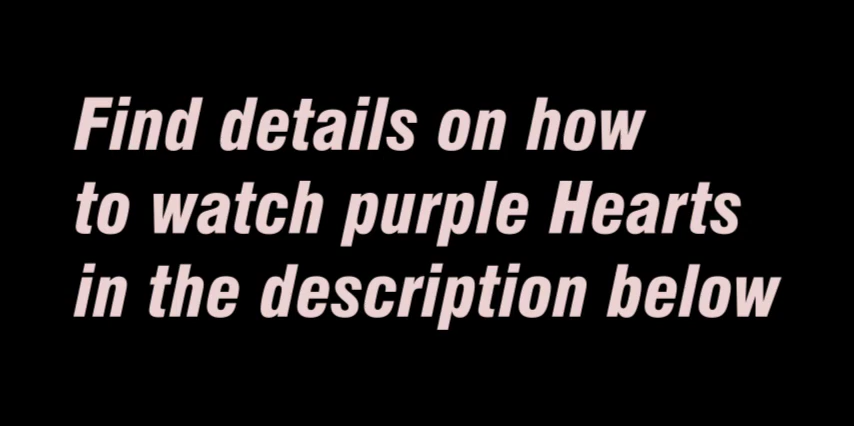 Find details on how
to watch purple Hearts
in the description below